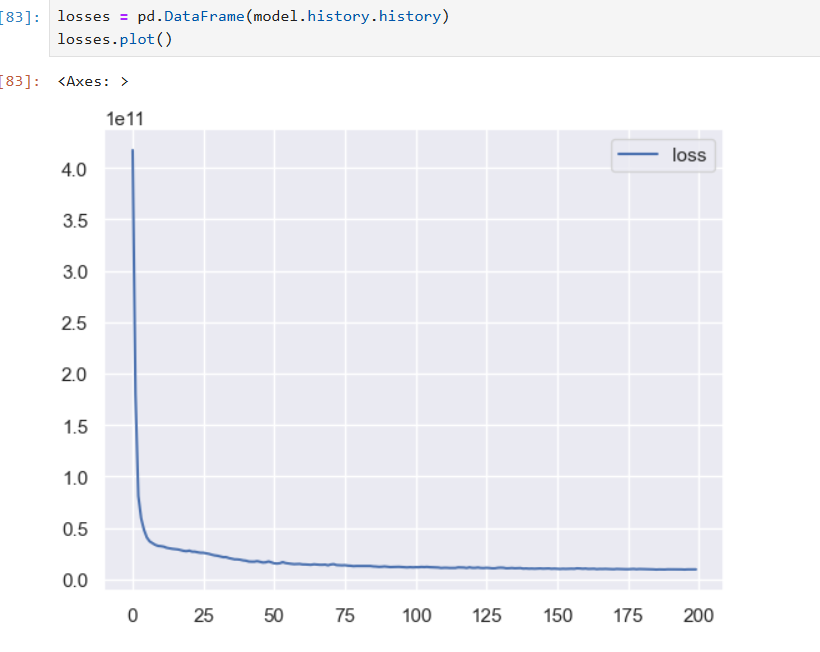 [83]: losses = pd.DataFrame(model.history.history)
losses.plot()
[83]: <Axes: >
1e11
loss
4.0
3.5
3.0
2.5
2.0
1.5
1.0
0.5
0.0
0 25 50 75 100 125 150 175 200